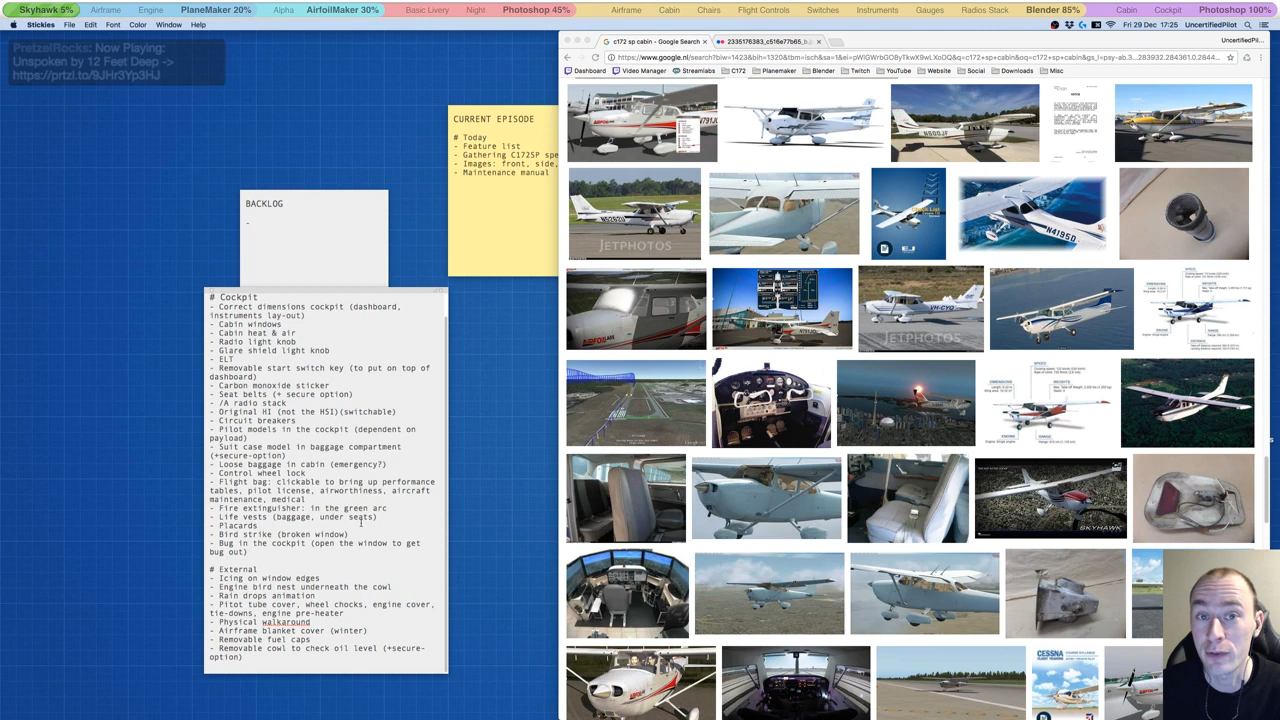 Skyhawk 5% Airframe Engine PlaneMaker 20% Alpha AirfoilMaker 30% Basic Livery Night Photoshop 45% Airframe Cabin Chairs Flight Controls Switches Instruments Gauges Radios Stack Blender 85% Cabin Cockpit Photoshop 100%
Stickies File Edit Font Color Window Help
Fri 29 Dec 17:25 UncertifiedPilot
PretzelRocks: Now Playing:
Unspoken by 12 Feet Deep ->
https://prtzl.to/9JHr3Yp3HJ
c172 sp cabin - Google Search
2335176383_c516e77b65_b.
UncertifiedPilot
Dashboard Video Manager Streamlabs C172 Planemaker Blender Twitch YouTube Website Social Downloads Misc
CURRENT EPISODE
# Today
- Feature list
- Gathering C172SP spe
- Images: front, side,
- Maintenance manual
BACKLOG
-
# Cockpit
- Correct dimensions cockpit (dashboard,
instruments lay-out)
- Cabin windows
- Cabin heat & air
- Radio light knob
- Glare shield light knob
- ELT
- Removable start switch key (to put on top of
dashboard)
- Carbon monoxide sticker
- Seat belts (+ secure option)
- /A radio stack
- Original HI (not the HSI)(switchable)
- Circuit breakers
- Pilot models in the cockpit (dependent on
payload)
- Suit case model in baggage compartment
(+secure-option)
- Loose baggage in cabin (emergency?)
- Control wheel lock
- Flight bag: clickable to bring up performance
tables, pilot license, airworthiness, aircraft
maintenance, medical
- Fire extinguisher: in the green arc
- Life vests (baggage, under seats)
- Placards
- Bird strike (broken window)
- Bug in the cockpit (open the window to get
bug out)
# External
- Icing on window edges
- Engine bird nest underneath the cowl
- Rain drops animation
- Pitot tube cover, wheel chocks, engine cover,
tie-downs, engine pre-heater
- Physical walkaround
- Airframe blanket cover (winter)
- Removable fuel caps
- Removable cowl to check oil level (+secure-
option)
JETPHOTOS
N4195D
JETPHOTOS
SKYHAWK
CESSNA